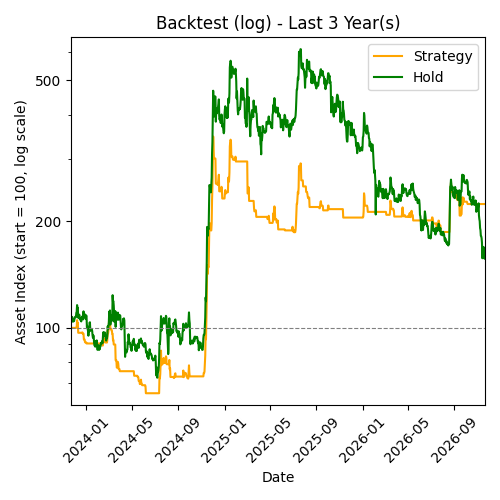 Backtest (log) - Last 3 Year(s)
Strategy
Hold
Asset Index (start = 100, log scale)
500
200
100
2024-01
2024-05
2024-09
2025-01
2025-05
2025-09
2026-01
2026-05
2026-09
Date